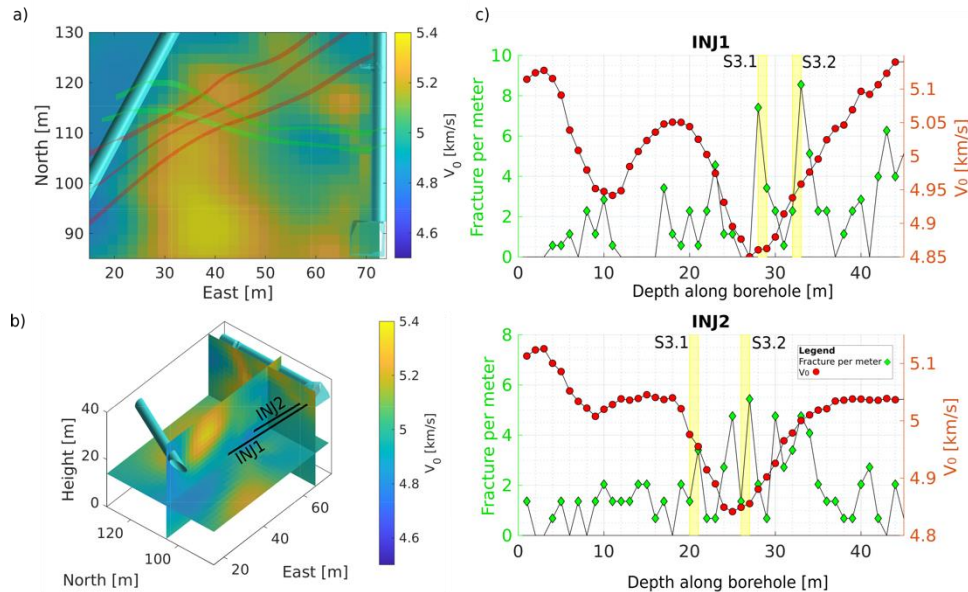 a)
130
120
110
100
90
North [m]
20 30 40 50 60 70
East [m]
5.4
5.2
5
4.8
4.6
V0 [km/s]
b)
40
20
0
Height [m]
120
100
North [m]
20
40
60
East [m]
INJ2
INJ1
5.4
5.2
5
4.8
4.6
V0 [km/s]
c)
INJ1
S3.1 S3.2
10
8
6
4
2
0
Fracture per meter
0 10 20 30 40
Depth along borehole [m]
5.1
5.05
5
4.95
4.9
4.85
V0 [km/s]
INJ2
S3.1 S3.2
8
6
4
2
0
Fracture per meter
Legend
Fracture per meter
V0
0 10 20 30 40
Depth along borehole [m]
5.1
5
4.9
4.8
V0 [km/s]